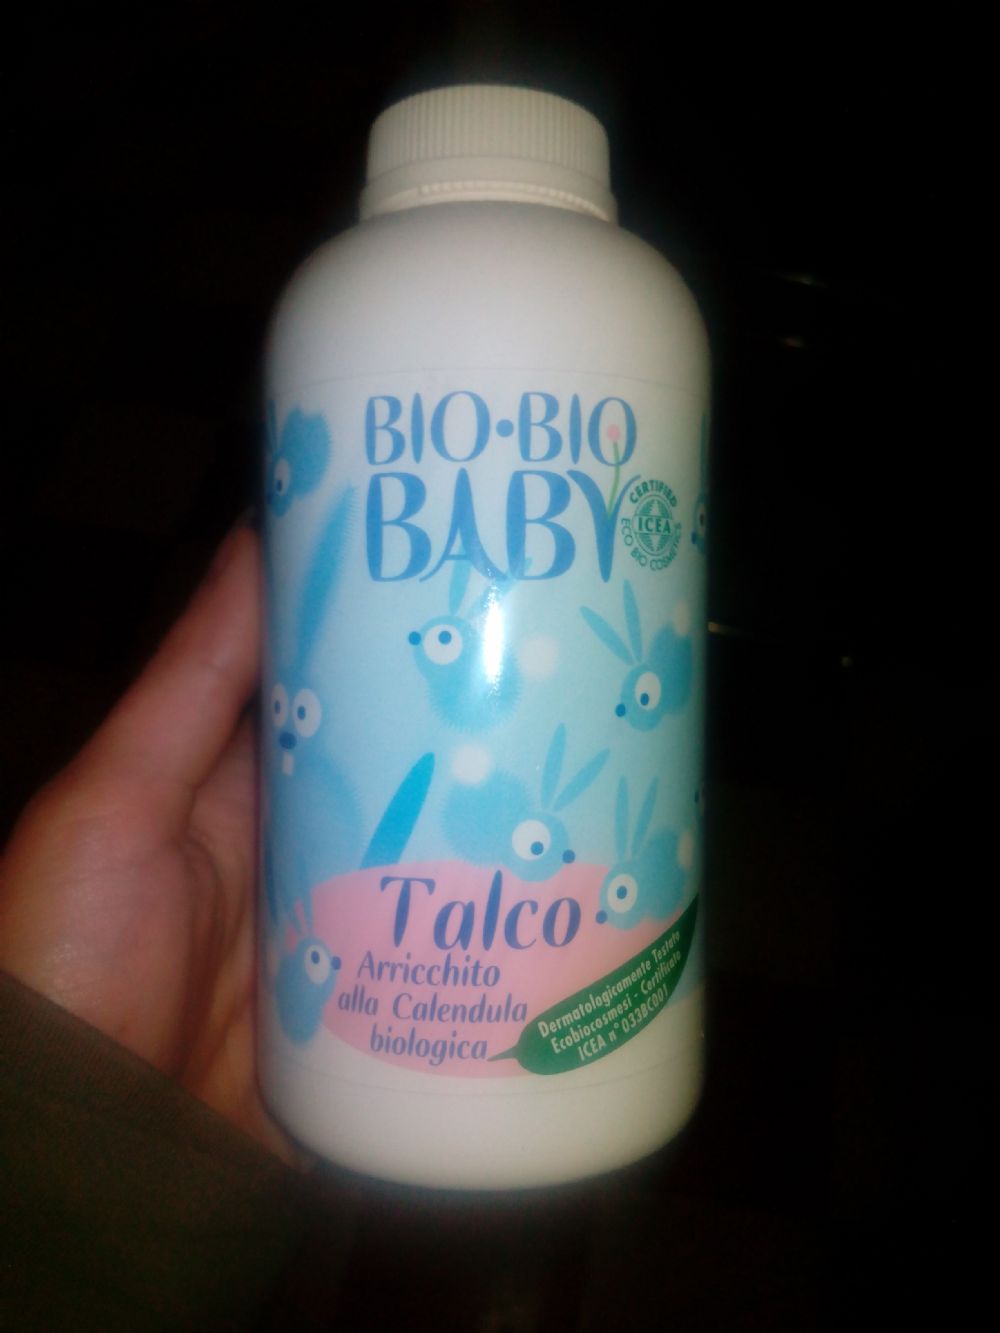 BIO•BIO
BABY
CERTIFIED
ICEA
ECO BIO COSMETICS
Talco
Arricchito
alla Calendula
biologica
Dermatologicamente Testato
Ecobiocosmesi - Certificato
ICEA n° 033BC001